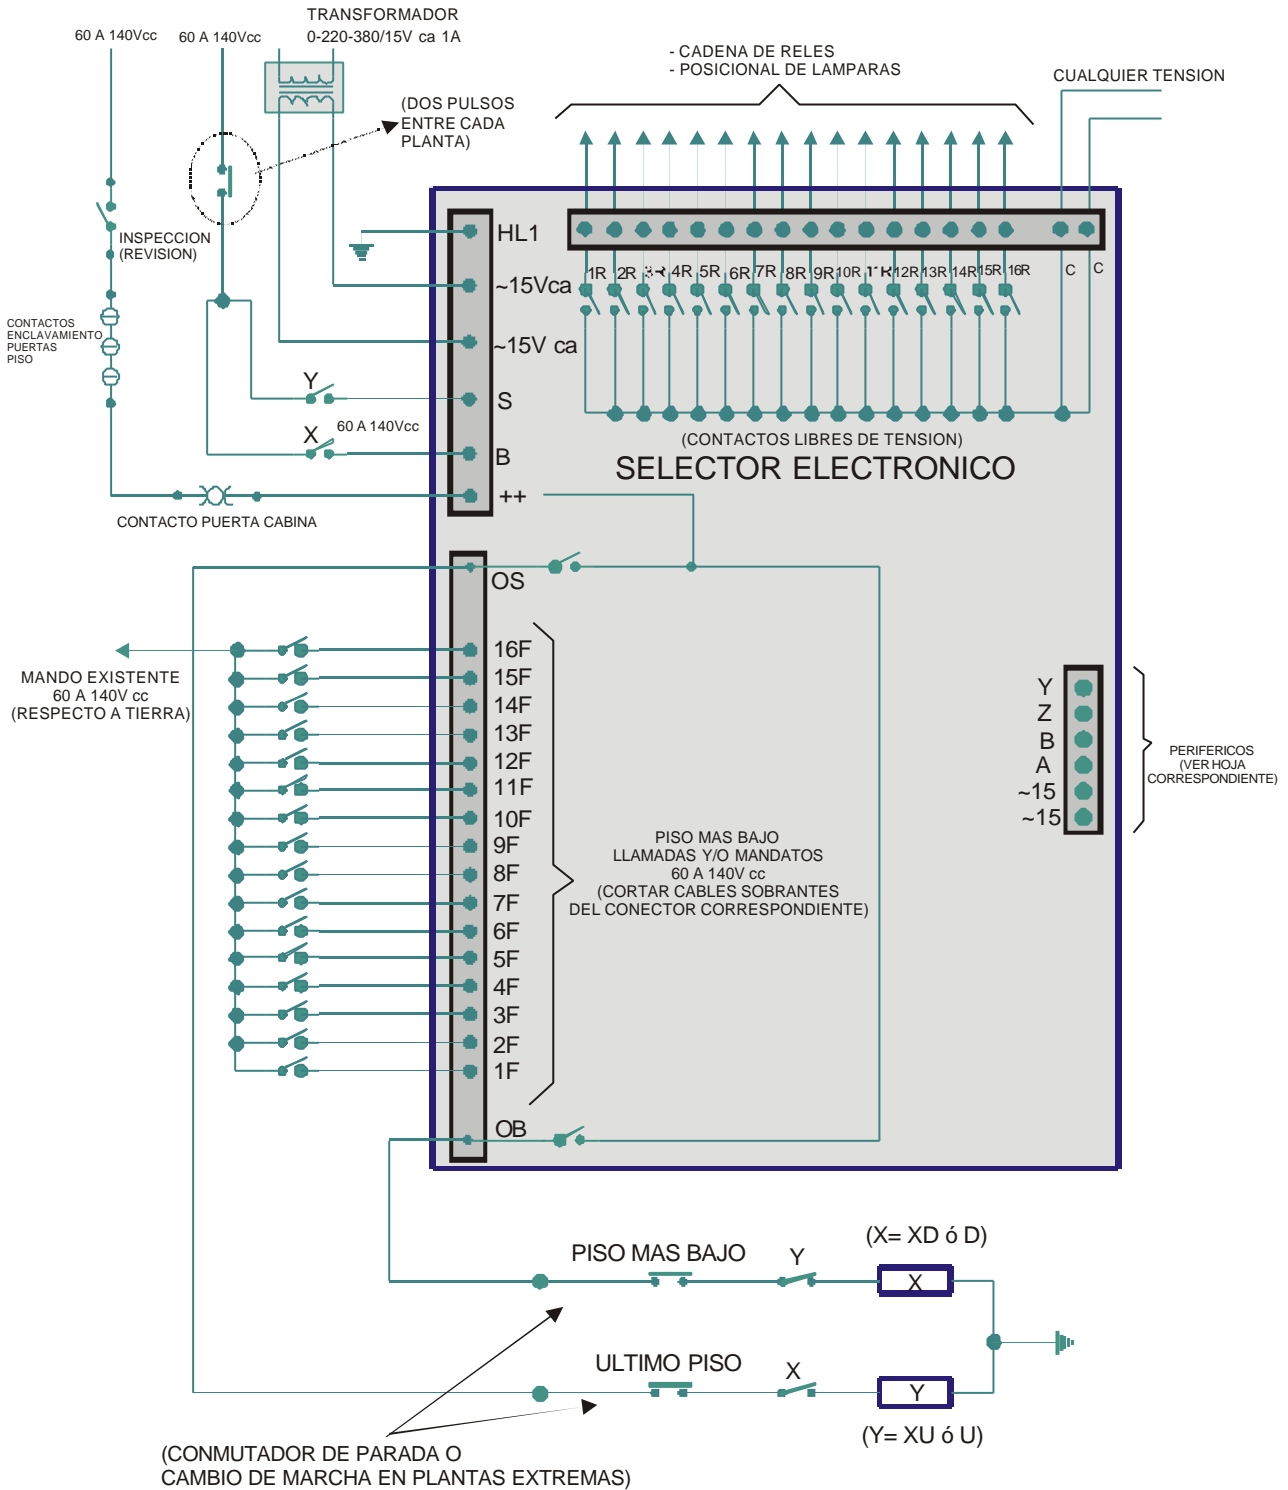 TRANSFORMADOR
0-220-380/15V ca 1A
60 A 140Vcc
60 A 140Vcc
- CADENA DE RELES
- POSICIONAL DE LAMPARAS
CUALQUIER TENSION
(DOS PULSOS
ENTRE CADA
PLANTA)
INSPECCION
(REVISION)
CONTACTOS
ENCLAVAMIENTO
PUERTAS
PISO
HL1
~15Vca
~15V ca
Y
S
X
60 A 140Vcc
B
++
CONTACTO PUERTA CABINA
1R 2R 3R 4R 5R 6R 7R 8R 9R 10R 11R 12R 13R 14R 15R 16R C C
(CONTACTOS LIBRES DE TENSION)
SELECTOR ELECTRONICO
OS
16F
15F
14F
13F
12F
11F
10F
9F
8F
7F
6F
5F
4F
3F
2F
1F
OB
MANDO EXISTENTE
60 A 140V cc
(RESPECTO A TIERRA)
PISO MAS BAJO
LLAMADAS Y/O MANDATOS
60 A 140V cc
(CORTAR CABLES SOBRANTES
DEL CONECTOR CORRESPONDIENTE)
Y
Z
B
A
~15
~15
PERIFERICOS
(VER HOJA
CORRESPONDIENTE)
(X= XD ó D)
PISO MAS BAJO
Y
X
ULTIMO PISO
X
Y
(Y= XU ó U)
(CONMUTADOR DE PARADA O
CAMBIO DE MARCHA EN PLANTAS EXTREMAS)